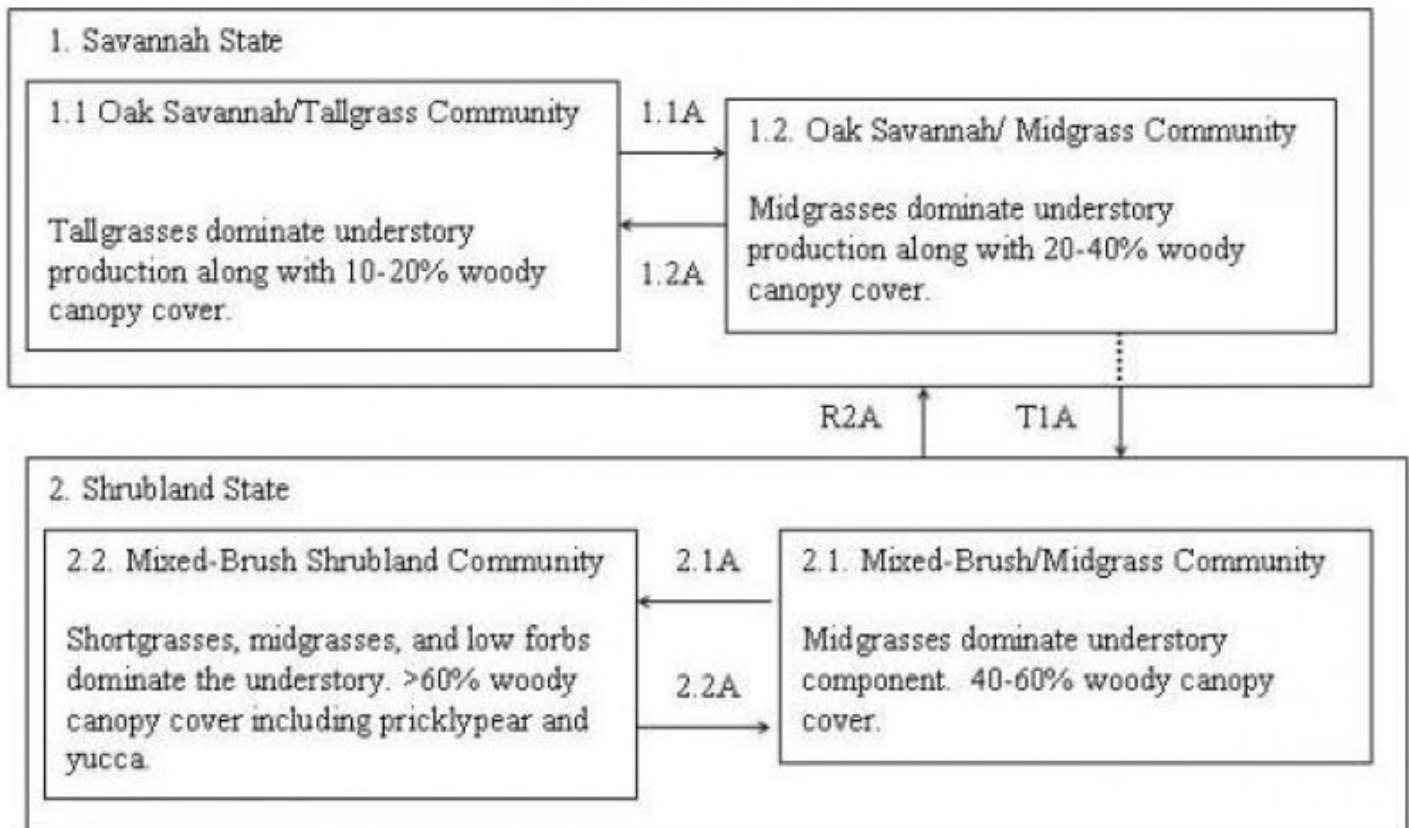 1. Savannah State
1.1 Oak Savannah/Tallgrass Community
Tallgrasses dominate understory
production along with 10-20% woody
canopy cover.
1.1A
1.2A
1.2. Oak Savannah/ Midgrass Community
Midgrasses dominate understory
production along with 20-40% woody
canopy cover.
R2A
T1A
2. Shrubland State
2.2. Mixed-Brush Shrubland Community
Shortgrasses, midgrasses, and low forbs
dominate the understory. >60% woody
canopy cover including pricklypear and
yucca.
2.1A
2.2A
2.1. Mixed-Brush/Midgrass Community
Midgrasses dominate understory
component. 40-60% woody canopy
cover.